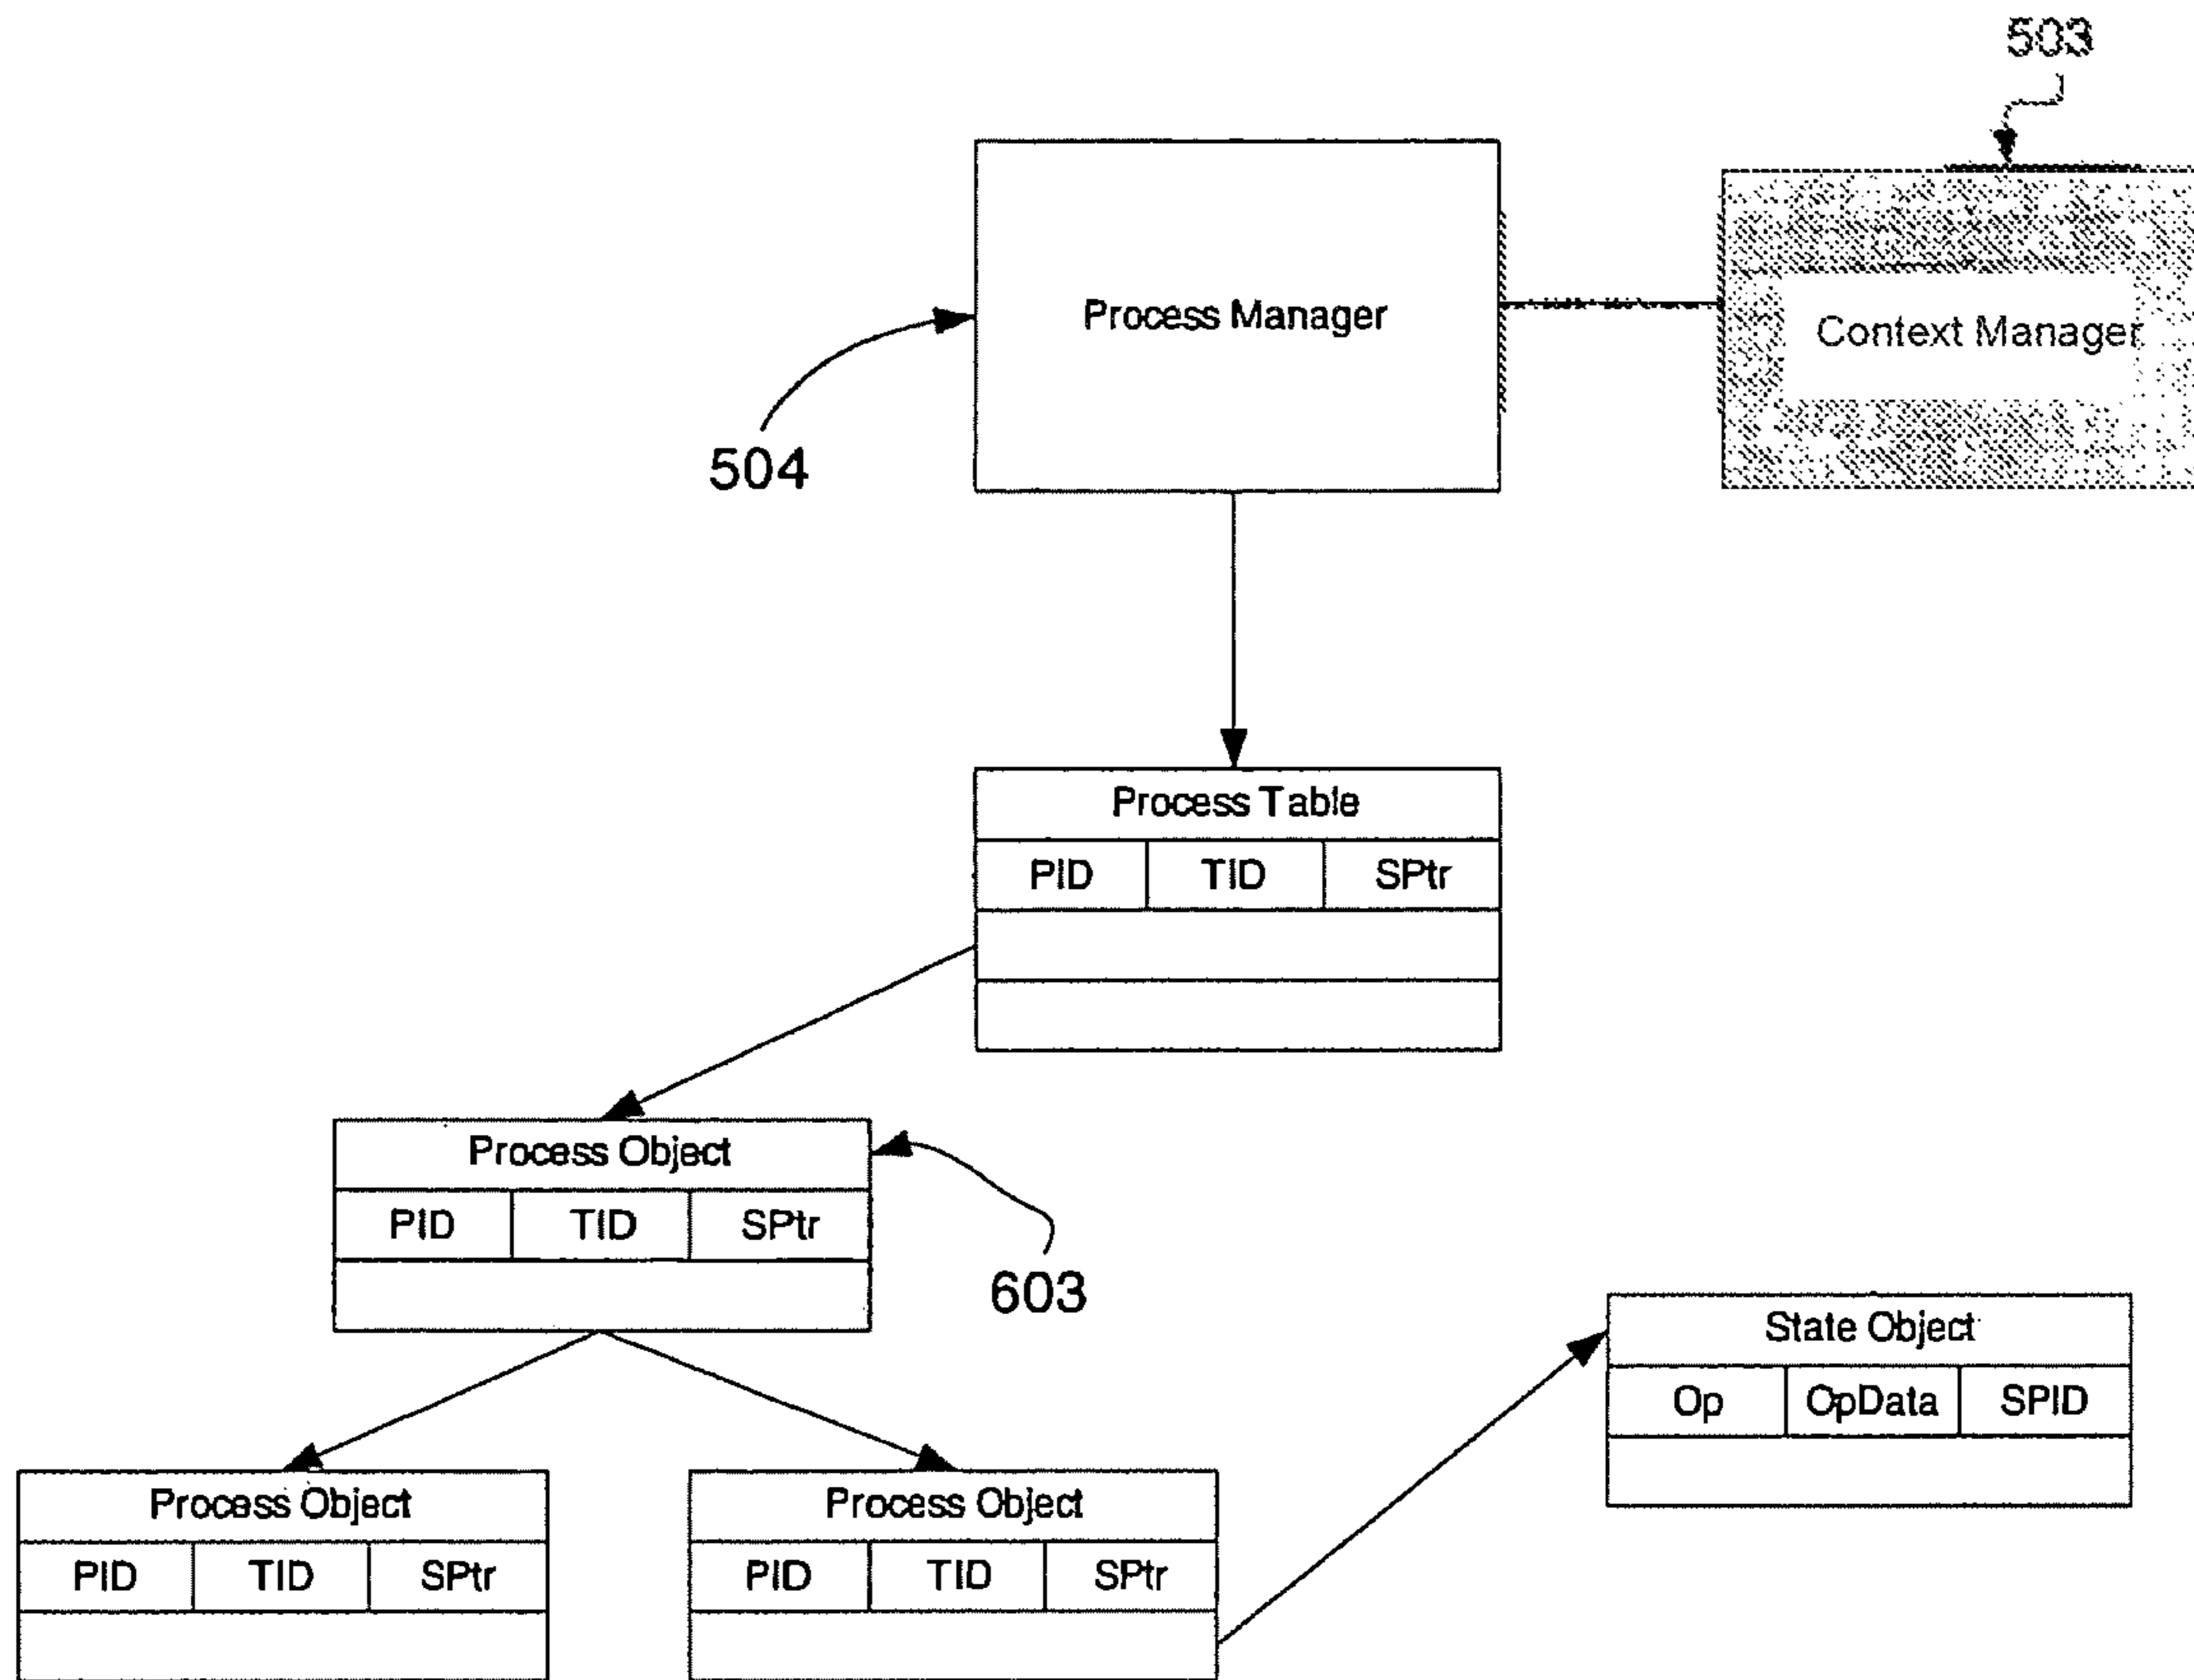 503
Process Manager
Context Manager
504
Process Table
PID TID SPtr
Process Object
PID TID SPtr
603
State Object
Op OpData SPID
Process Object
PID TID SPtr
Process Object
PID TID SPtr